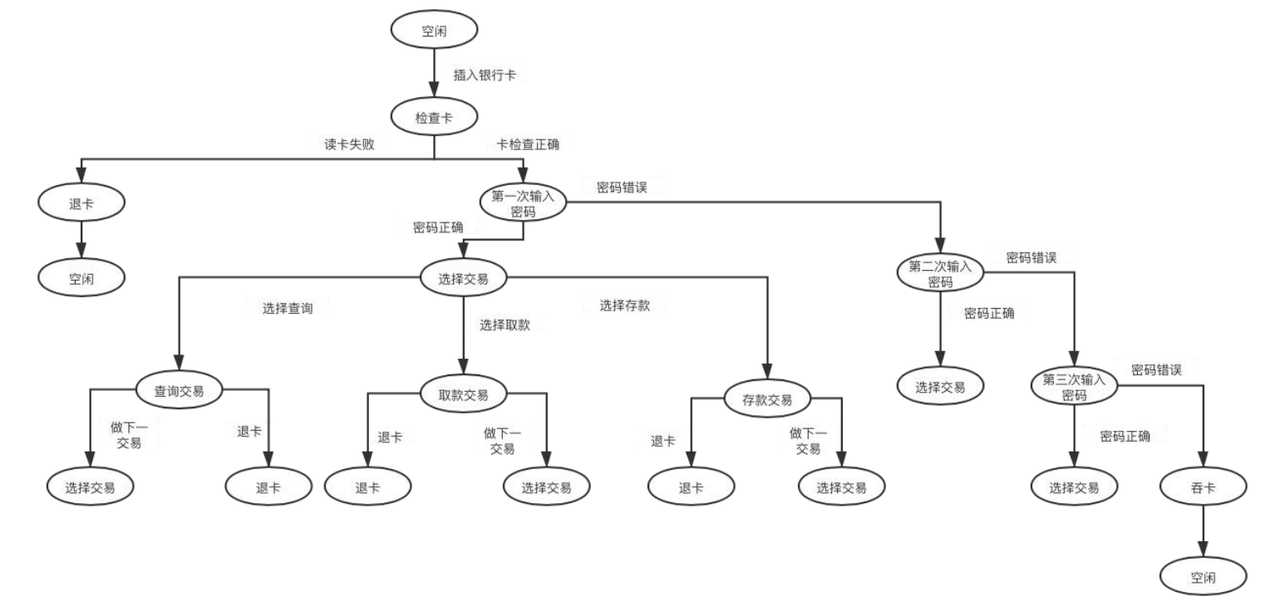 空闲
插入银行卡
检查卡
读卡失败
卡检查正确
退卡
第一次输入
密码
密码错误
空闲
密码正确
选择交易
第二次输入
密码
密码错误
选择查询
选择取款
选择存款
密码正确
查询交易
取款交易
存款交易
选择交易
第三次输入
密码
密码错误
做下一
交易
退卡
退卡
做下一
交易
退卡
做下一
交易
密码正确
选择交易
退卡
退卡
选择交易
退卡
选择交易
选择交易
吞卡
空闲